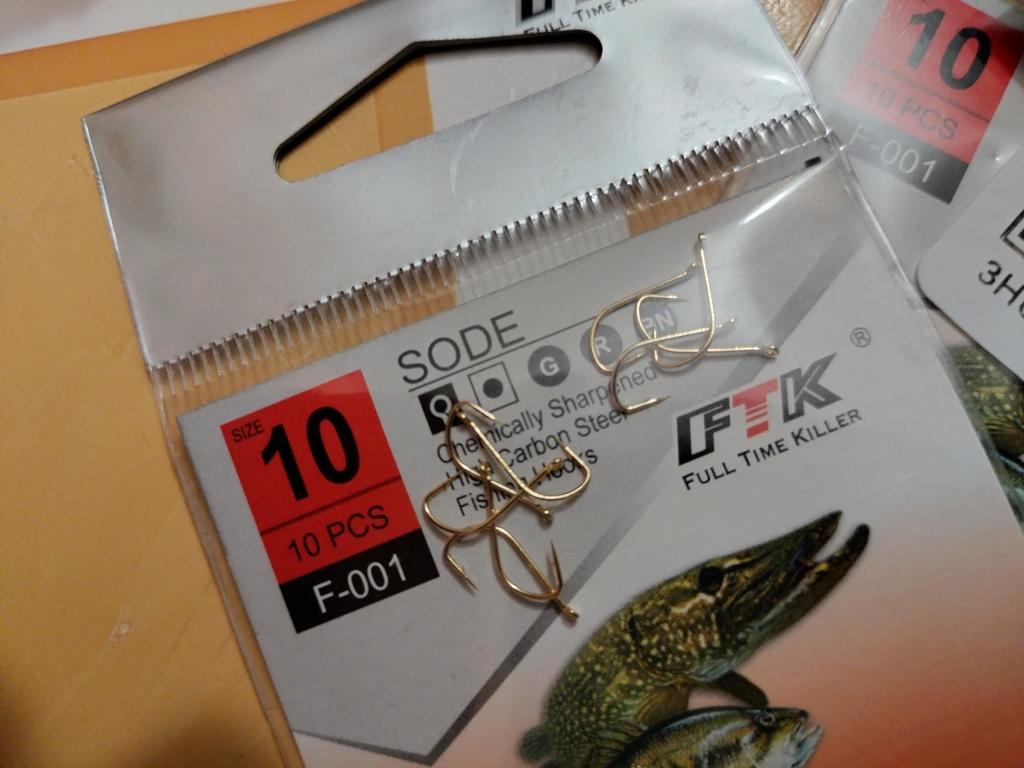 FULL TIME KILLER
10
10 PCS
F-001
SODE
G R PN
Chemically Sharpened
High Carbon Steel
Fishing Hooks
SIZE
10
10 PCS
F-001
FTK®
FULL TIME KILLER